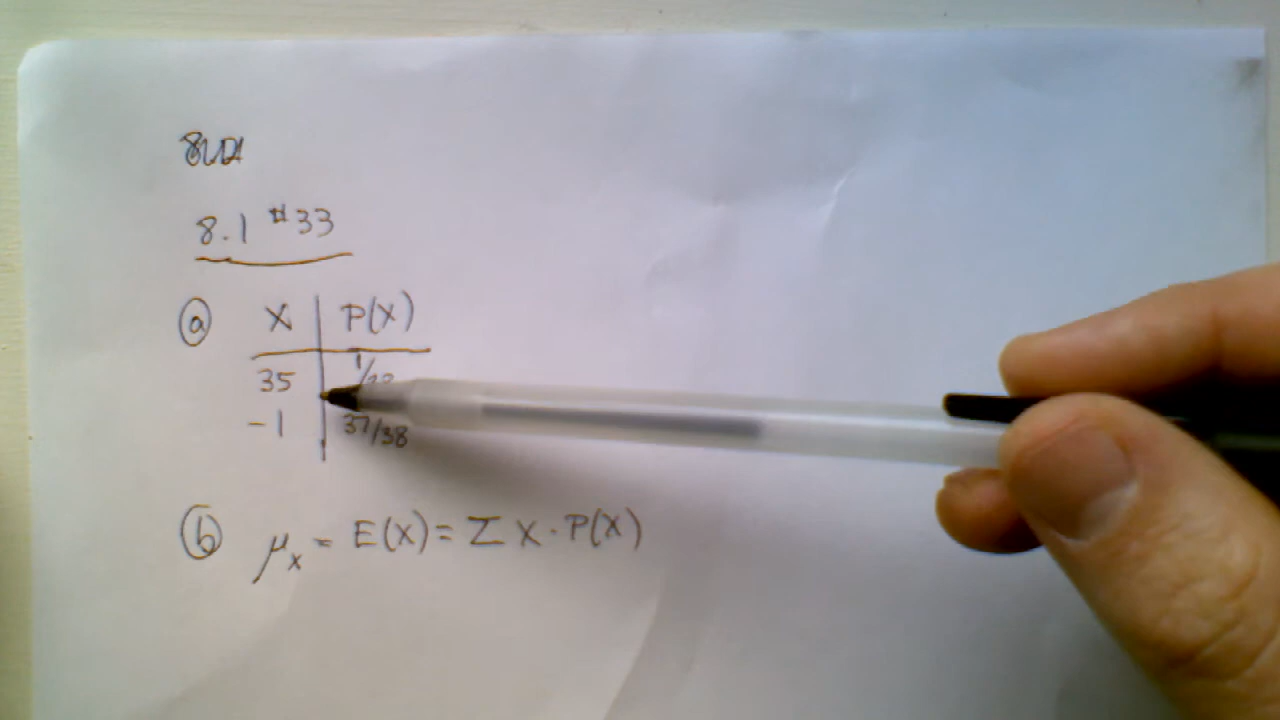 8.1 #33
(a) X | P(X)
35 | 1/38
-1 | 37/38
(b) μx = E(X) = Σ X · P(X)